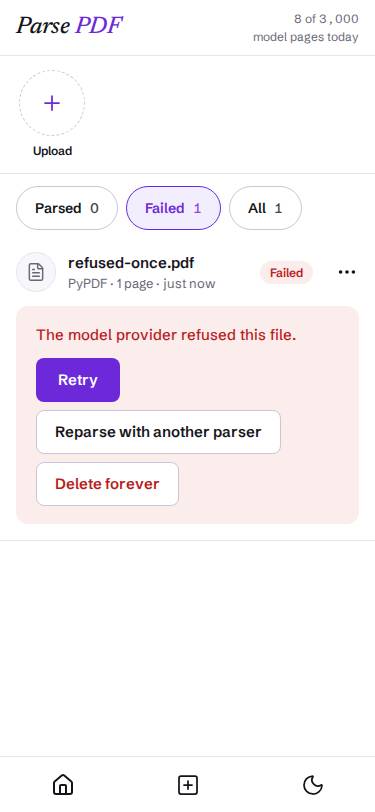 Parse PDF
8 of 3,000
model pages today
Upload
Parsed 0
Failed 1
All 1
refused-once.pdf
PyPDF · 1 page · just now
Failed
The model provider refused this file.
Retry
Reparse with another parser
Delete forever